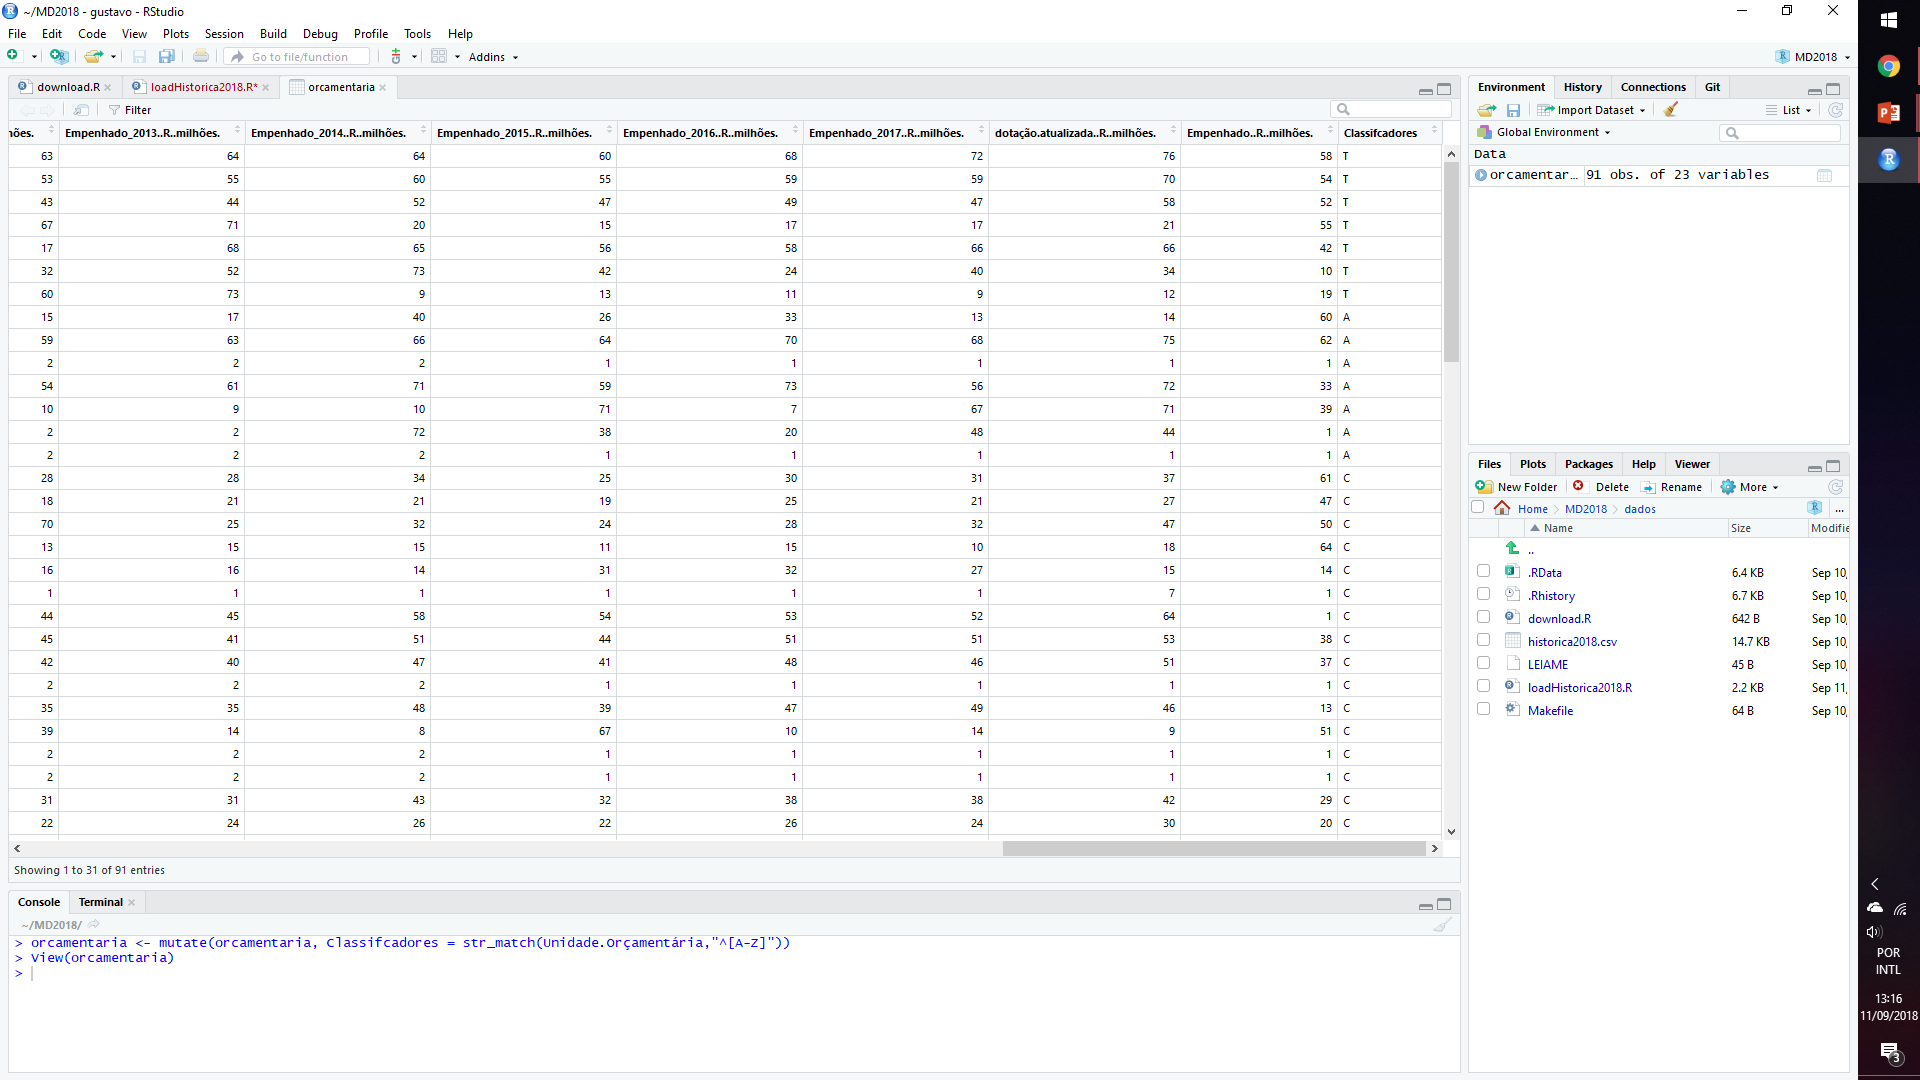 ~/MD2018 - gustavo - RStudio
File Edit Code View Plots Session Build Debug Profile Tools Help
Go to file/function Addins MD2018
download.R loadHistorica2018.R* orcamentaria
Filter
hões. Empenhado_2013..R..milhões. Empenhado_2014..R..milhões. Empenhado_2015..R..milhões. Empenhado_2016..R..milhões. Empenhado_2017..R..milhões. dotação.atualizada..R..milhões. Empenhado..R..milhões. Classifcadores
63 64 64 60 68 72 76 58 T
53 55 60 55 59 59 70 54 T
43 44 52 47 49 47 58 52 T
67 71 20 15 17 17 21 55 T
17 68 65 56 58 66 66 42 T
32 52 73 42 24 40 34 10 T
60 73 9 13 11 9 12 19 T
15 17 40 26 33 13 14 60 A
59 63 66 64 70 68 75 62 A
2 2 2 1 1 1 1 1 A
54 61 71 59 73 56 72 33 A
10 9 10 71 7 67 71 39 A
2 2 72 38 20 48 44 1 A
2 2 2 1 1 1 1 1 A
28 28 34 25 30 31 37 61 C
18 21 21 19 25 21 27 47 C
70 25 32 24 28 32 47 50 C
13 15 15 11 15 10 18 64 C
16 16 14 31 32 27 15 14 C
1 1 1 1 1 1 7 1 C
44 45 58 54 53 52 64 1 C
45 41 51 44 51 51 53 38 C
42 40 47 41 48 46 51 37 C
2 2 2 1 1 1 1 1 C
35 35 48 39 47 49 46 13 C
39 14 8 67 10 14 9 51 C
2 2 2 1 1 1 1 1 C
2 2 2 1 1 1 1 1 C
31 31 43 32 38 38 42 29 C
22 24 26 22 26 24 30 20 C
Showing 1 to 31 of 91 entries
Console Terminal
~/MD2018/
> orcamentaria <- mutate(orcamentaria, Classifcadores = str_match(Unidade.Orçamentária,"^[A-Z]"))
> View(orcamentaria)
>
Environment History Connections Git
Import Dataset List
Global Environment
Data
orcamentar… 91 obs. of 23 variables
Files Plots Packages Help Viewer
New Folder Delete Rename More
Home MD2018 dados ...
Name Size Modifie
..
.RData 6.4 KB Sep 10,
.Rhistory 6.7 KB Sep 10,
download.R 642 B Sep 10,
historica2018.csv 14.7 KB Sep 10,
LEIAME 45 B Sep 10,
loadHistorica2018.R 2.2 KB Sep 11,
Makefile 64 B Sep 10,
POR
INTL
13:16
11/09/2018
3